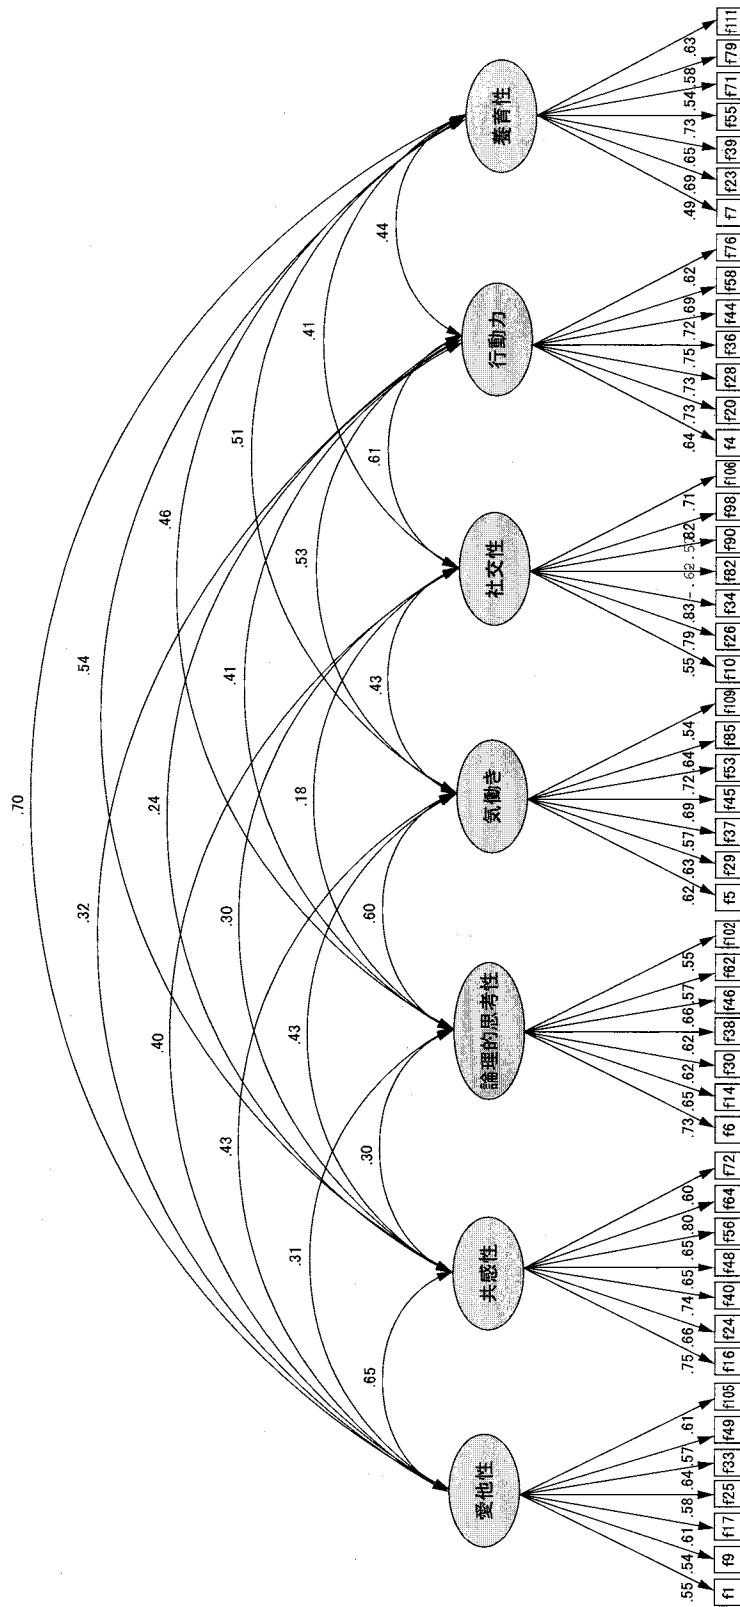 .70
.54
.32
.46
.24
.40
.51
.41
.30
.43
.41
.53
.18
.43
.31
.44
.61
.43
.60
.30
.65
愛他性 共感性 論理的思考性 気働き 社交性 行動力 養育性
.55 .54 .61 .58 .64 .57 .61
.75 .66 .74 .65 .65 .80 .60
.73 .65 .62 .62 .66 .57 .55
.62 .63 .57 .69 .72 .64 .54
.55 .79 .83 -.62 .82 .71
.64 .73 .73 .75 .72 .69 .62
.49 .69 .65 .73 .54 .58 .63
f1 f9 f17 f25 f33 f49 f105
f16 f24 f40 f48 f56 f64 f72
f6 f14 f30 f38 f46 f62 f102
f5 f29 f37 f45 f53 f85 f109
f10 f26 f34 f82 f90 f98 f106
f4 f20 f28 f36 f44 f58 f76
f7 f23 f39 f55 f71 f79 f111